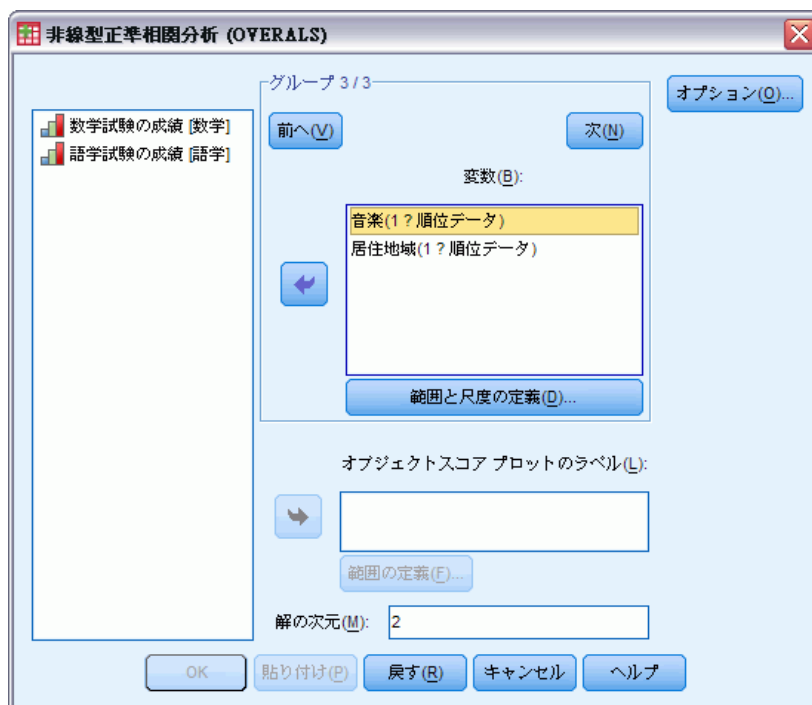 非線型正準相関分析 (OVERALS)
数学試験の成績 [数学]
語学試験の成績 [語学]
グループ 3 / 3
前へ(V)
次(N)
変数(B):
音楽(1 ? 順位データ)
居住地域(1 ? 順位データ)
範囲と尺度の定義(D)...
オブジェクトスコア プロットのラベル(L):
範囲の定義(F)...
解の次元(M):
2
オプション(O)...
OK
貼り付け(P)
戻す(R)
キャンセル
ヘルプ